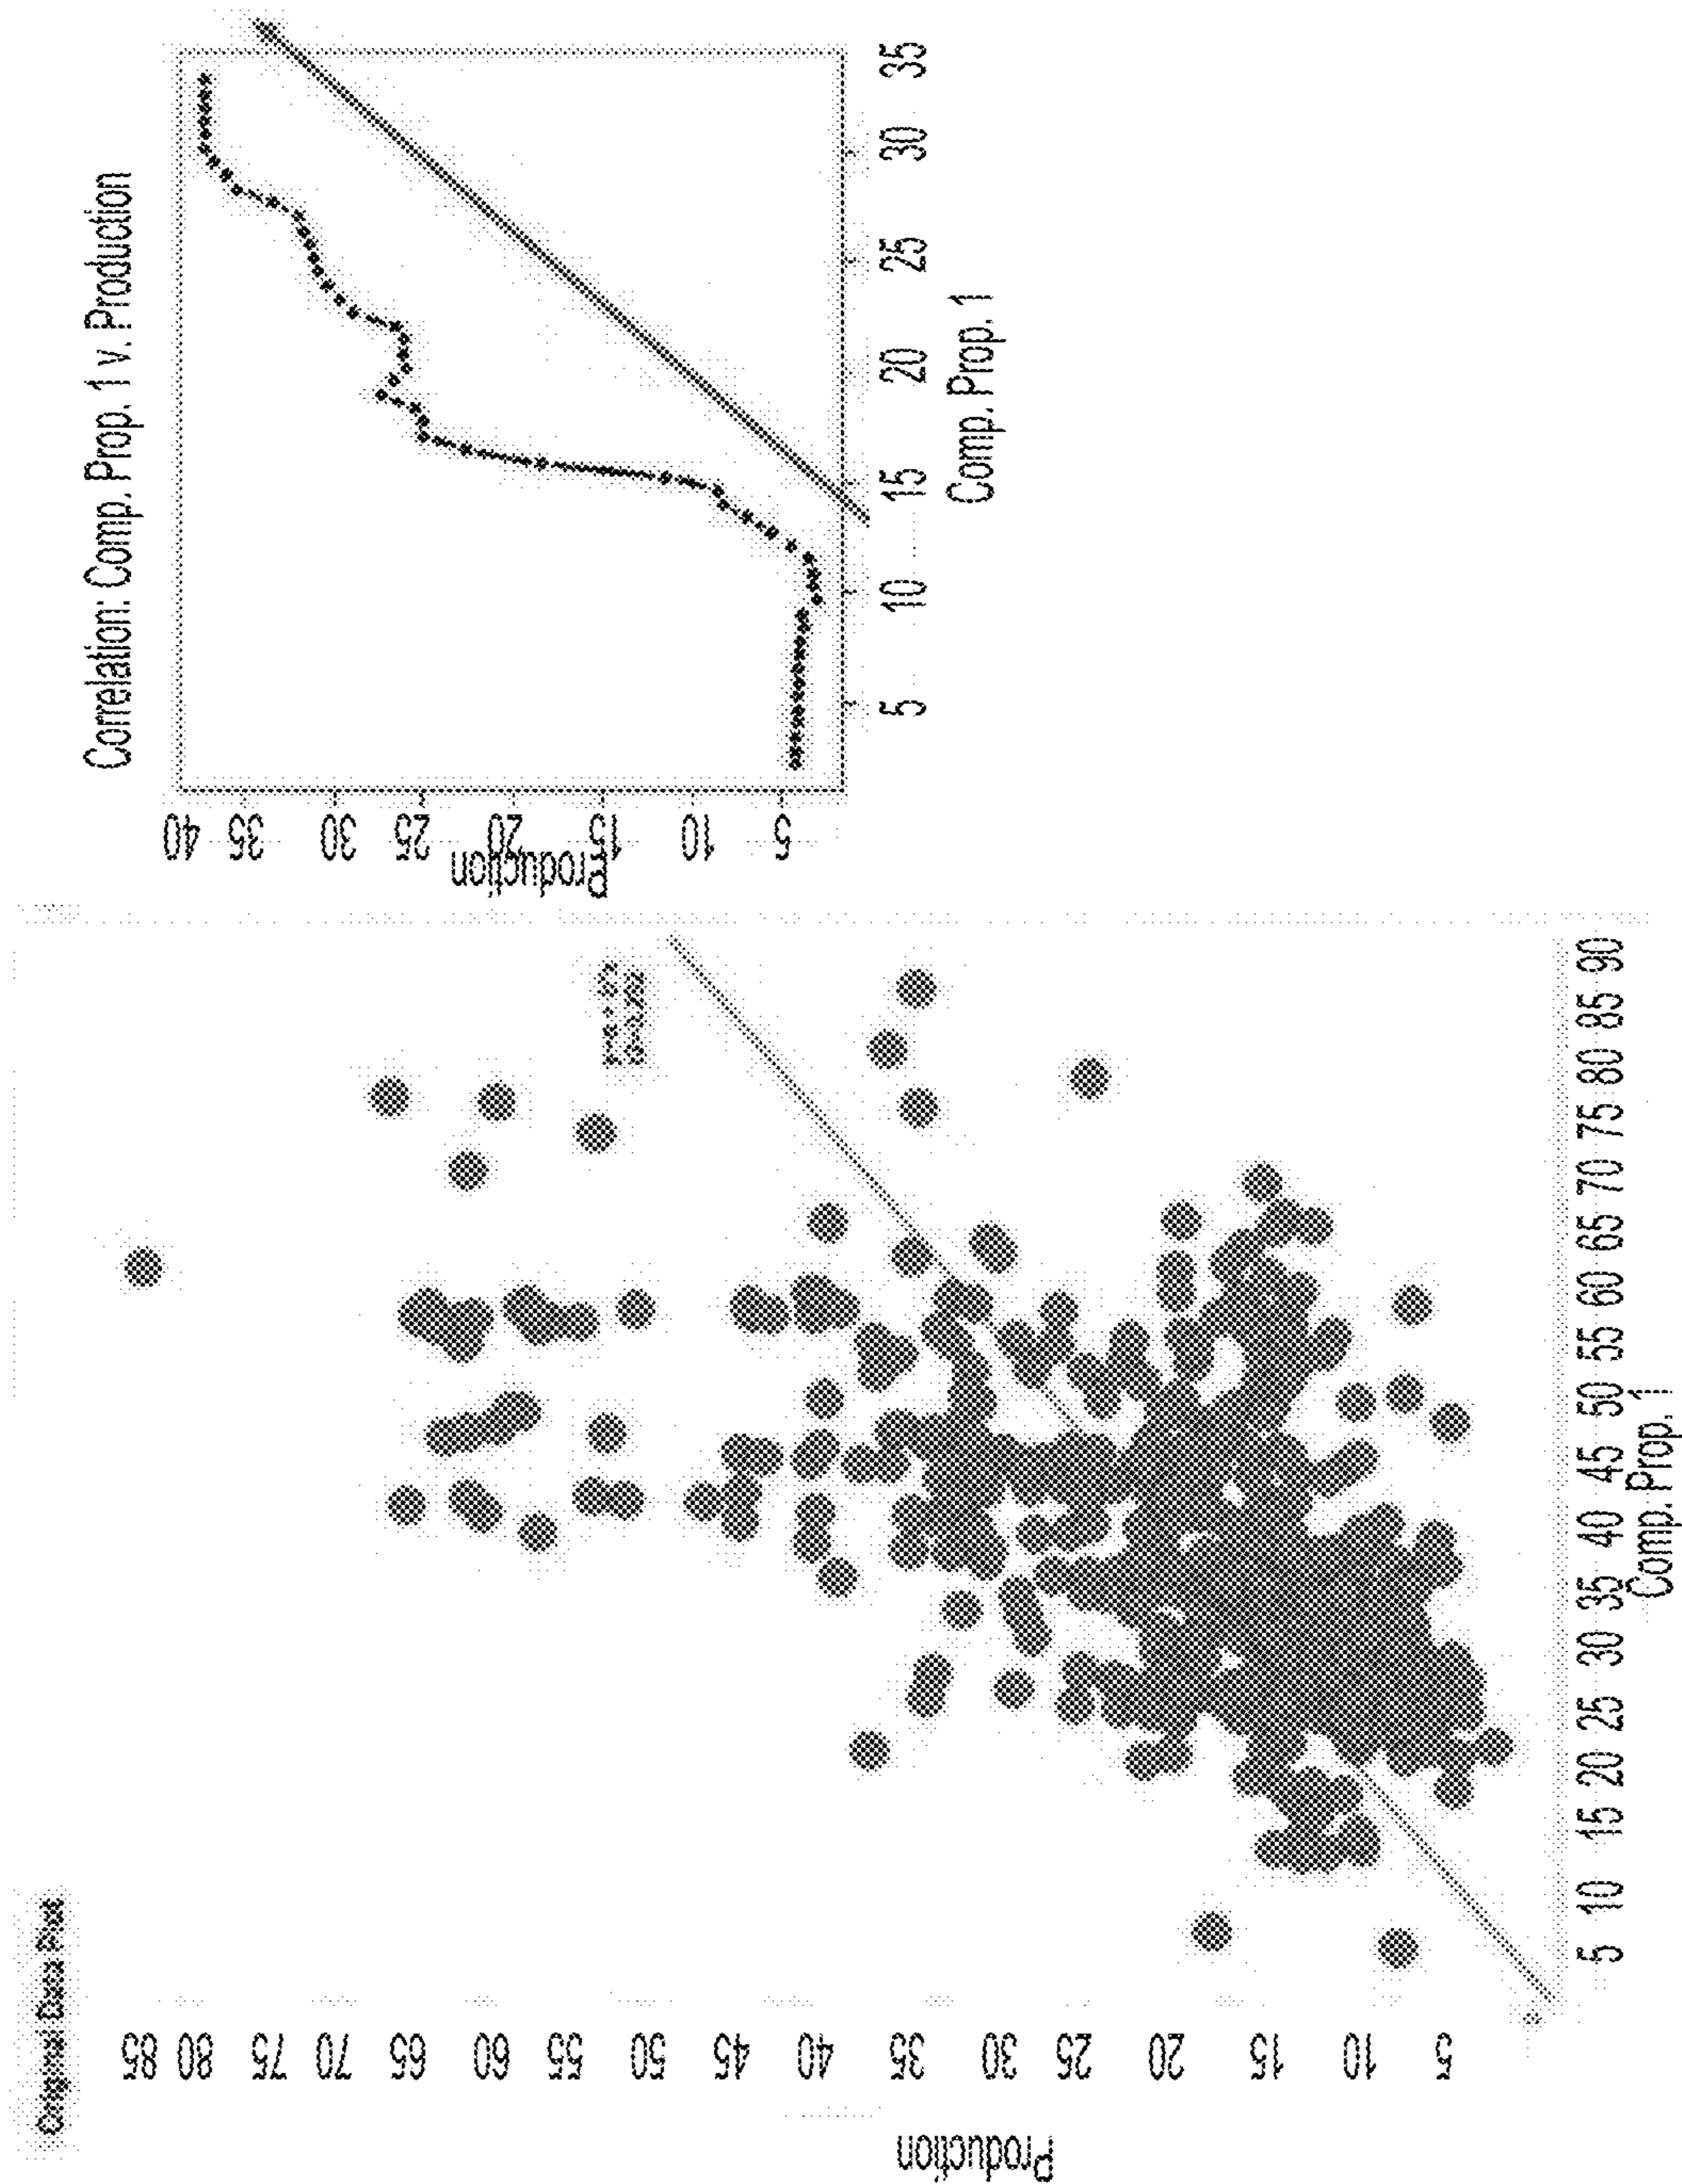 Original Data Plot
Production
85 80 75 70 65 60 55 50 45 40 35 30 25 20 15 10 5
5 10 15 20 25 30 35 40 45 50 55 60 65 70 75 80 85 90
Comp. Prop. 1
Correlation: Comp. Prop. 1 v. Production
Production
40 35 30 25 20 15 10 5
5 10 15 20 25 30 35
Comp. Prop. 1